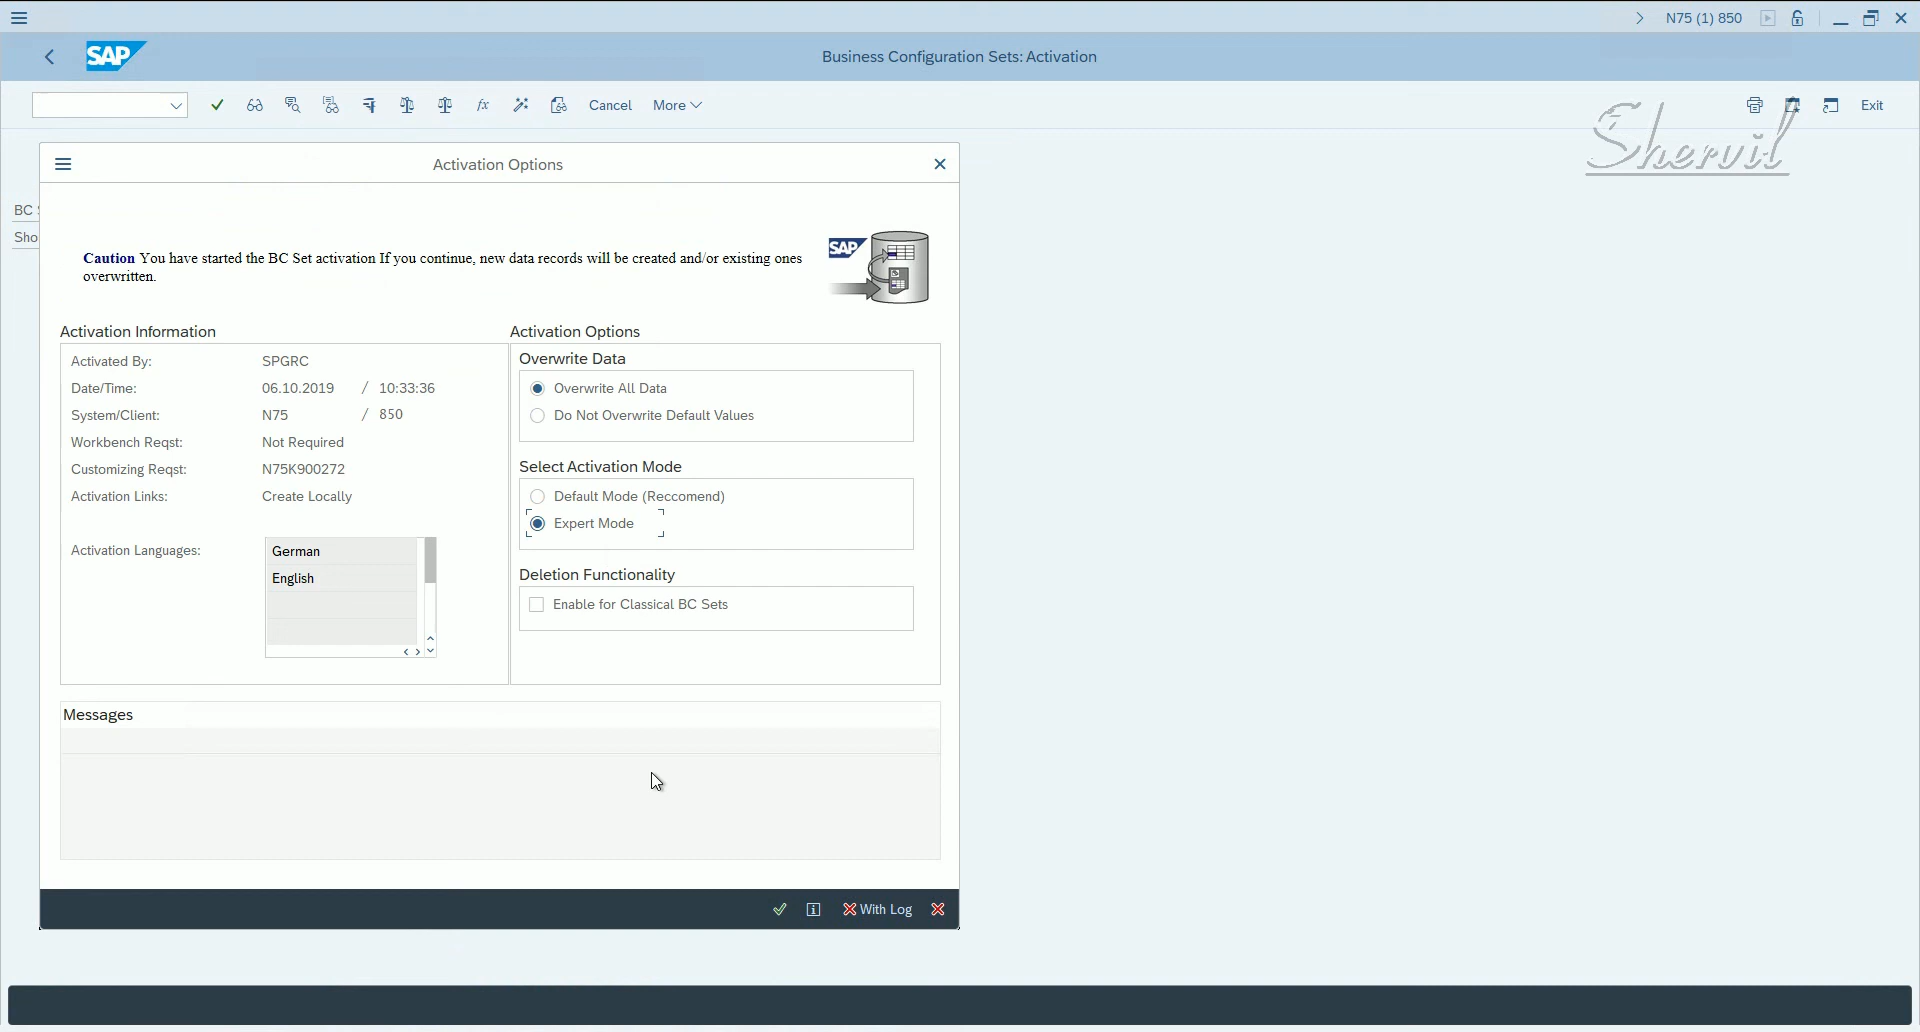 N75 (1) 850
SAP
Business Configuration Sets: Activation
Cancel
More
Exit
Shervil
Activation Options
BC S
Sho
Caution You have started the BC Set activation If you continue, new data records will be created and/or existing ones
overwritten.
SAP
Activation Information
Activated By: SPGRC
Date/Time: 06.10.2019 / 10:33:36
System/Client: N75 / 850
Workbench Reqst: Not Required
Customizing Reqst: N75K900272
Activation Links: Create Locally
Activation Languages: German
English
Activation Options
Overwrite Data
Overwrite All Data
Do Not Overwrite Default Values
Select Activation Mode
Default Mode (Reccomend)
Expert Mode
Deletion Functionality
Enable for Classical BC Sets
Messages
With Log